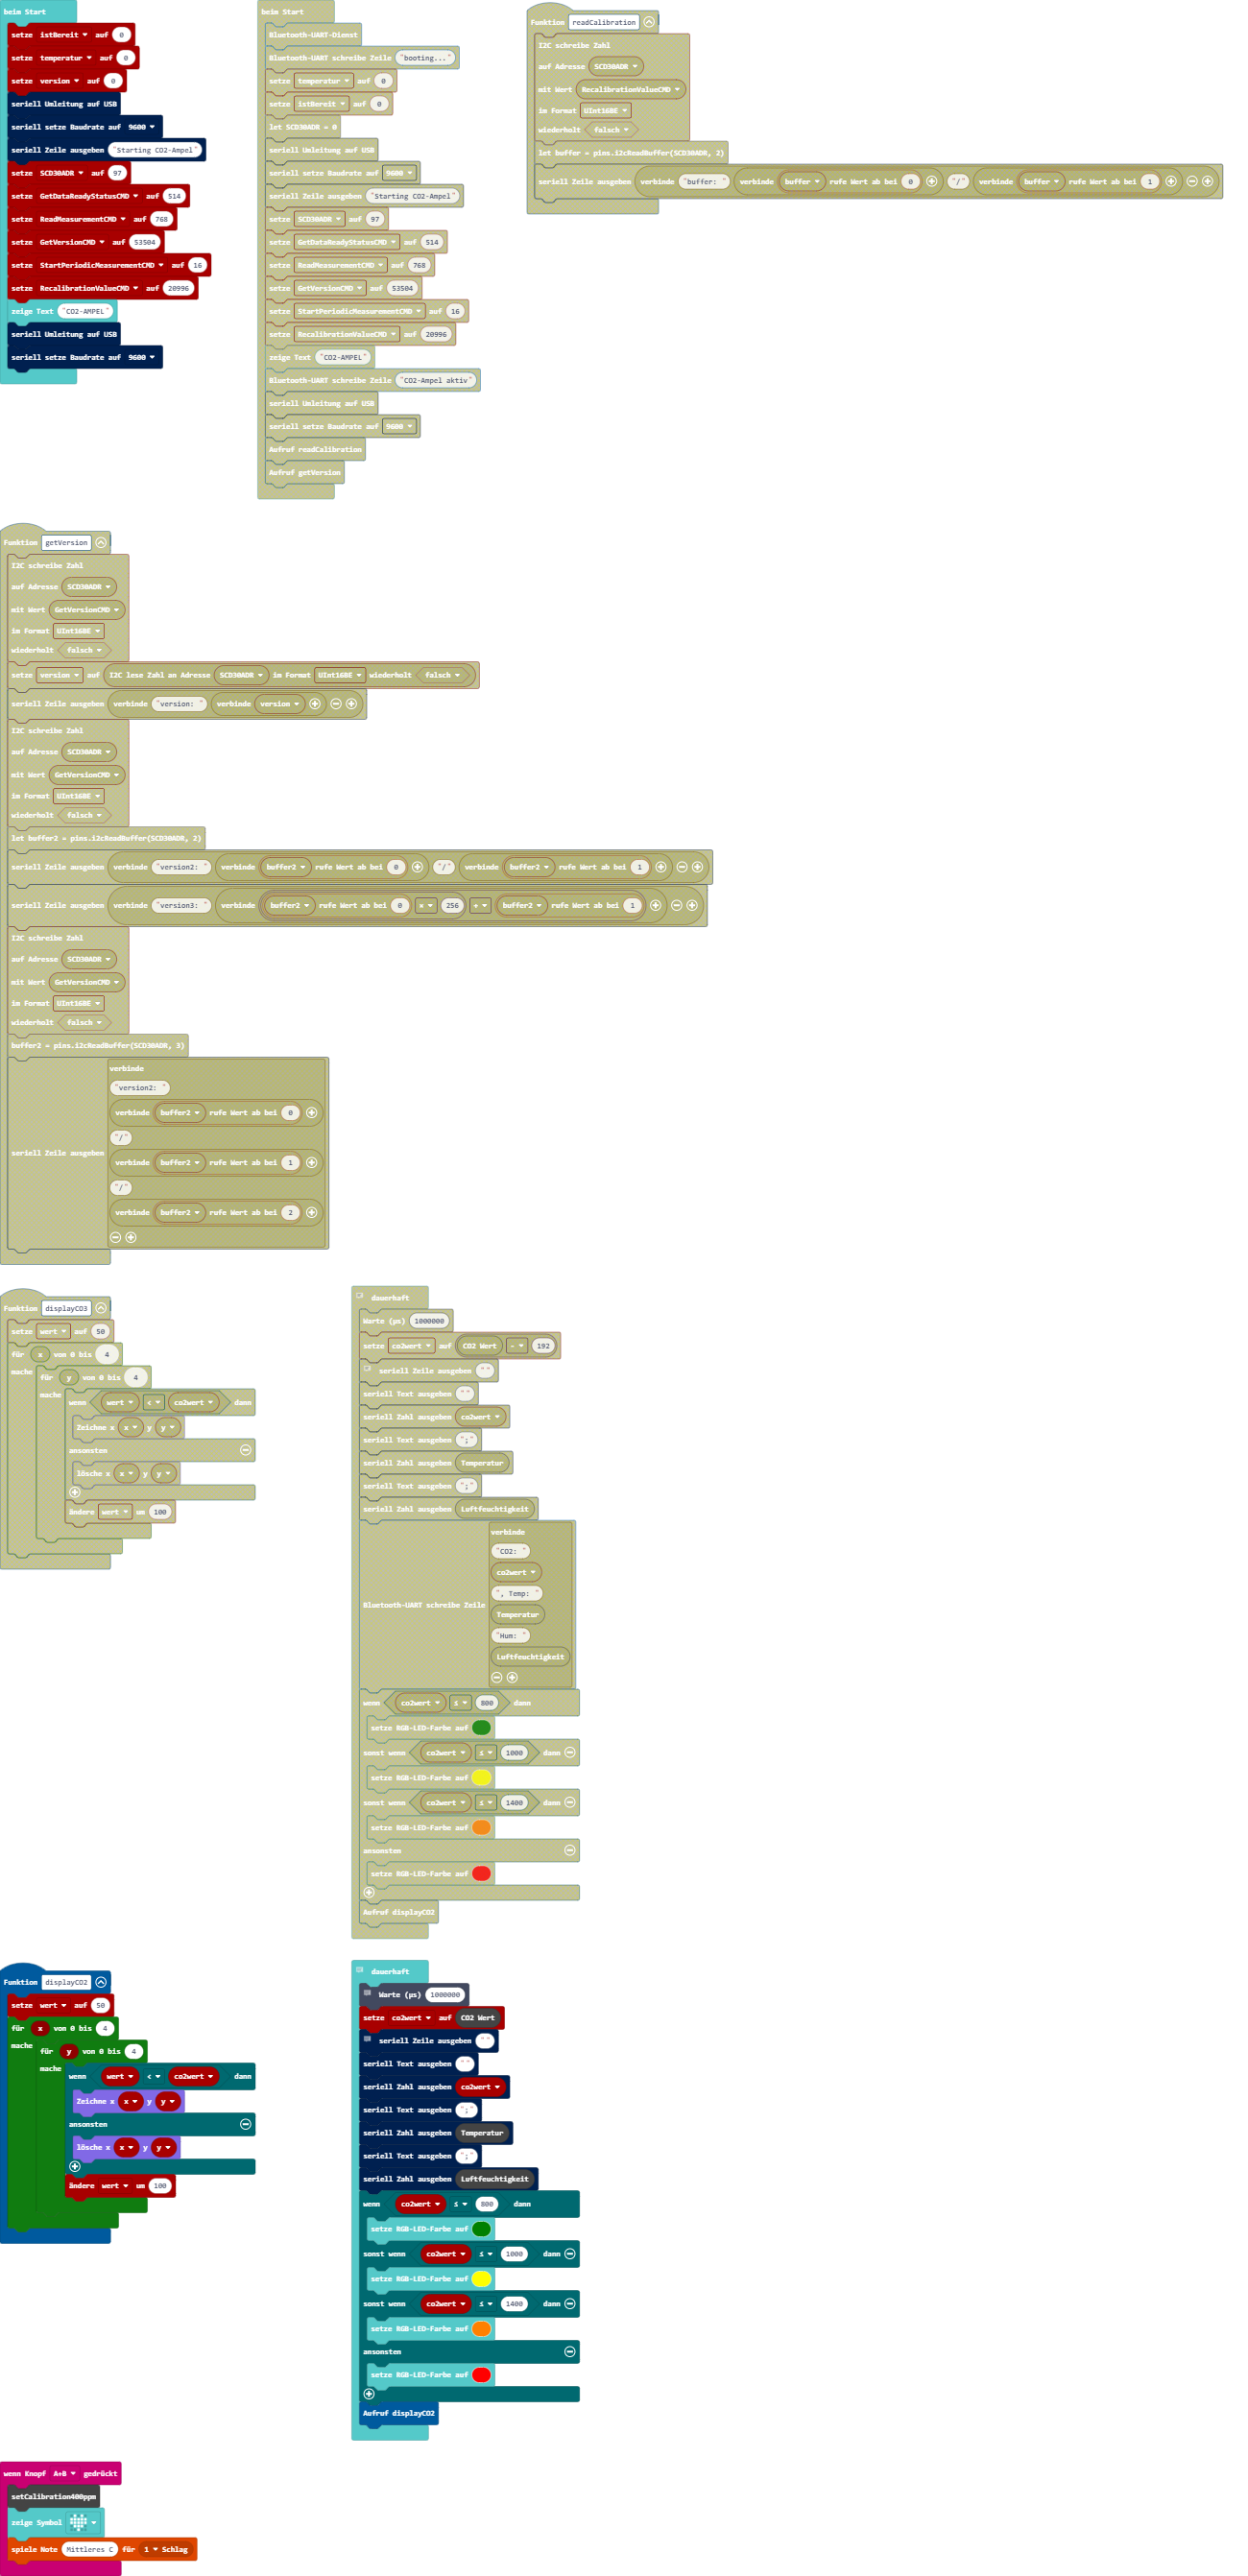 beim Start
setze istBereit auf 0
setze temperatur auf 0
setze version auf 0
seriell Umleitung auf USB
seriell setze Baudrate auf 9600
seriell Zeile ausgeben "Starting CO2-Ampel"
setze SCD30ADR auf 97
setze GetDataReadyStatusCMD auf 514
setze ReadMeasurementCMD auf 768
setze GetVersionCMD auf 53504
setze StartPeriodicMeasurementCMD auf 16
setze RecalibrationValueCMD auf 20996
zeige Text "CO2-AMPEL"
seriell Umleitung auf USB
seriell setze Baudrate auf 9600
beim Start
Bluetooth-UART-Dienst
Bluetooth-UART schreibe Zeile "booting..."
setze temperatur auf 0
setze istBereit auf 0
let SCD30ADR = 0
seriell Umleitung auf USB
seriell setze Baudrate auf 9600
seriell Zeile ausgeben "Starting CO2-Ampel"
setze SCD30ADR auf 97
setze GetDataReadyStatusCMD auf 514
setze ReadMeasurementCMD auf 768
setze GetVersionCMD auf 53504
setze StartPeriodicMeasurementCMD auf 16
setze RecalibrationValueCMD auf 20996
zeige Text "CO2-AMPEL"
Bluetooth-UART schreibe Zeile "CO2-Ampel aktiv"
seriell Umleitung auf USB
seriell setze Baudrate auf 9600
Aufruf readCalibration
Aufruf getVersion
Funktion readCalibration
I2C schreibe Zahl
auf Adresse SCD30ADR
mit Wert RecalibrationValueCMD
im Format UInt16BE
wiederholt falsch
let buffer = pins.i2cReadBuffer(SCD30ADR, 2)
seriell Zeile ausgeben verbinde "buffer: " verbinde buffer rufe Wert ab bei 0 "/" verbinde buffer rufe Wert ab bei 1
Funktion getVersion
I2C schreibe Zahl
auf Adresse SCD30ADR
mit Wert GetVersionCMD
im Format UInt16BE
wiederholt falsch
setze version auf I2C lese Zahl an Adresse SCD30ADR im Format UInt16BE wiederholt falsch
seriell Zeile ausgeben verbinde "version: " verbinde version
I2C schreibe Zahl
auf Adresse SCD30ADR
mit Wert GetVersionCMD
im Format UInt16BE
wiederholt falsch
let buffer2 = pins.i2cReadBuffer(SCD30ADR, 2)
seriell Zeile ausgeben verbinde "version2: " verbinde buffer2 rufe Wert ab bei 0 "/" verbinde buffer2 rufe Wert ab bei 1
seriell Zeile ausgeben verbinde "version3: " verbinde buffer2 rufe Wert ab bei 0 × 256 + buffer2 rufe Wert ab bei 1
I2C schreibe Zahl
auf Adresse SCD30ADR
mit Wert GetVersionCMD
im Format UInt16BE
wiederholt falsch
buffer2 = pins.i2cReadBuffer(SCD30ADR, 3)
seriell Zeile ausgeben verbinde
"version2: "
verbinde buffer2 rufe Wert ab bei 0
"/"
verbinde buffer2 rufe Wert ab bei 1
"/"
verbinde buffer2 rufe Wert ab bei 2
Funktion displayCO3
setze wert auf 50
für x von 0 bis 4
mache für y von 0 bis 4
mache wenn wert < co2wert dann
Zeichne x x y y
ansonsten
lösche x x y y
ändere wert um 100
dauerhaft
Warte (µs) 1000000
setze co2wert auf CO2 Wert - 192
seriell Zeile ausgeben ""
seriell Text ausgeben ""
seriell Zahl ausgeben co2wert
seriell Text ausgeben ";"
seriell Zahl ausgeben Temperatur
seriell Text ausgeben ";"
seriell Zahl ausgeben Luftfeuchtigkeit
Bluetooth-UART schreibe Zeile verbinde
"CO2: "
co2wert
", Temp: "
Temperatur
"Hum: "
Luftfeuchtigkeit
wenn co2wert ≤ 800 dann
setze RGB-LED-Farbe auf
sonst wenn co2wert ≤ 1000 dann
setze RGB-LED-Farbe auf
sonst wenn co2wert ≤ 1400 dann
setze RGB-LED-Farbe auf
ansonsten
setze RGB-LED-Farbe auf
Aufruf displayCO2
Funktion displayCO2
setze wert auf 50
für x von 0 bis 4
mache für y von 0 bis 4
mache wenn wert < co2wert dann
Zeichne x x y y
ansonsten
lösche x x y y
ändere wert um 100
dauerhaft
Warte (µs) 1000000
setze co2wert auf CO2 Wert
seriell Zeile ausgeben ""
seriell Text ausgeben ""
seriell Zahl ausgeben co2wert
seriell Text ausgeben ";"
seriell Zahl ausgeben Temperatur
seriell Text ausgeben ";"
seriell Zahl ausgeben Luftfeuchtigkeit
wenn co2wert ≤ 800 dann
setze RGB-LED-Farbe auf
sonst wenn co2wert ≤ 1000 dann
setze RGB-LED-Farbe auf
sonst wenn co2wert ≤ 1400 dann
setze RGB-LED-Farbe auf
ansonsten
setze RGB-LED-Farbe auf
Aufruf displayCO2
wenn Knopf A+B gedrückt
setCalibration400ppm
zeige Symbol
spiele Note Mittleres C für 1 Schlag